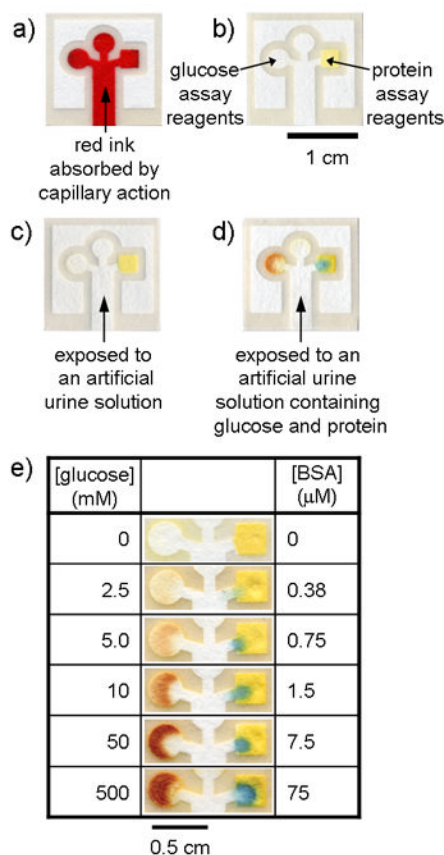 a)
b)
glucose
assay
reagents
protein
assay
reagents
red ink
absorbed by
capillary action
1 cm
c)
d)
exposed to
an artificial
urine solution
exposed to an
artificial urine
solution containing
glucose and protein
e)
[glucose]
(mM)
[BSA]
(μM)
0 0
2.5 0.38
5.0 0.75
10 1.5
50 7.5
500 75
0.5 cm